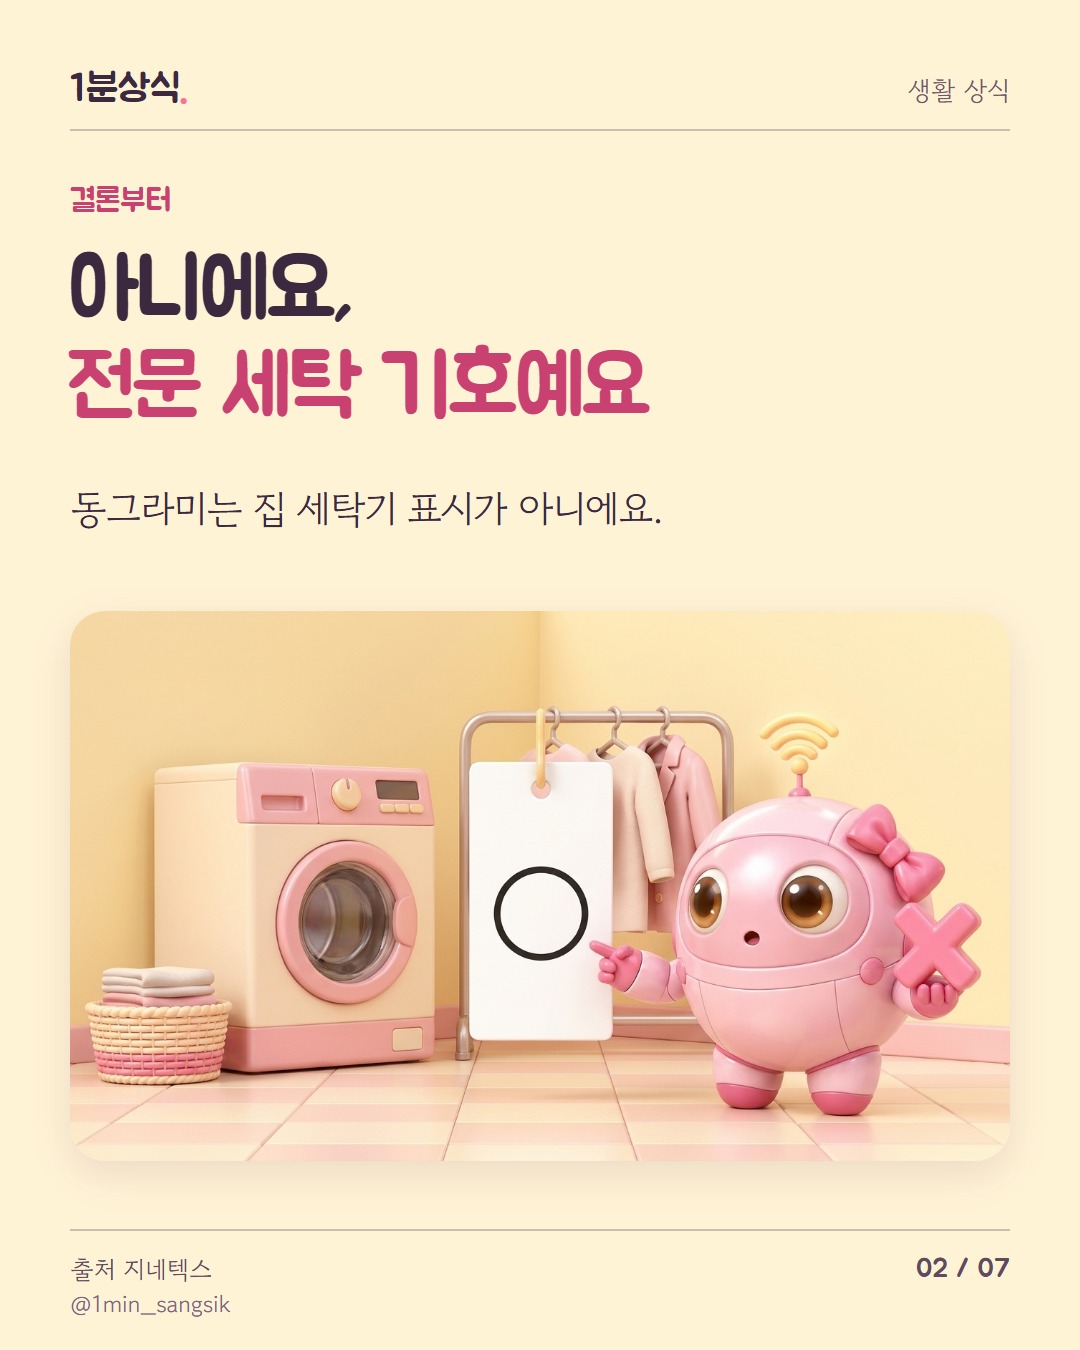 1분상식.
생활 상식
결론부터
아니에요,
전문 세탁 기호예요
동그라미는 집 세탁기 표시가 아니에요.
출처 지네텍스
@1min_sangsik
02 / 07